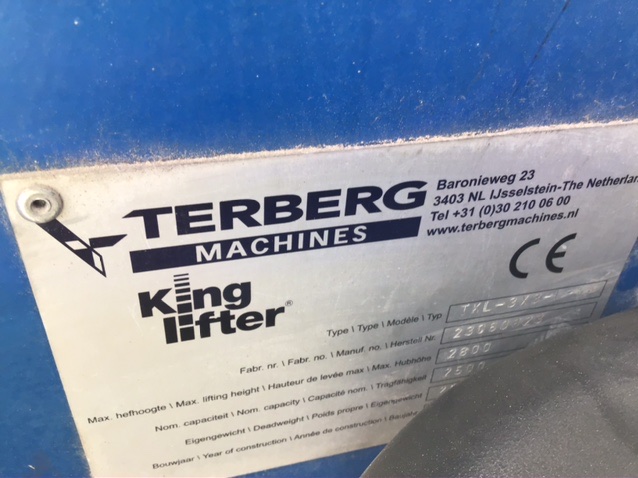 TERBERG
MACHINES
Baronieweg 23
3403 NL IJsselstein-The Netherla
Tel +31 (0)30 210 06 00
www.terbergmachines.nl
CE
King
lifter®
Type \ Type \ Modèle \ Typ
Fabr. nr. \ Fabr. no. \ Manuf. no. \ Herstell Nr.
Max. hefhoogte \ Max. lifting height \ Hauteur de levée max \ Max. Hubhöhe 2800
Nom. capaciteit \ Nom. capacity \ Capacité nom. \ Tragfähigkeit 2500
Eigengewicht \ Deadweight \ Poids propre \ Eigengewicht
Bouwjaar \ Year of construction \ Année de construction \ Baujahr